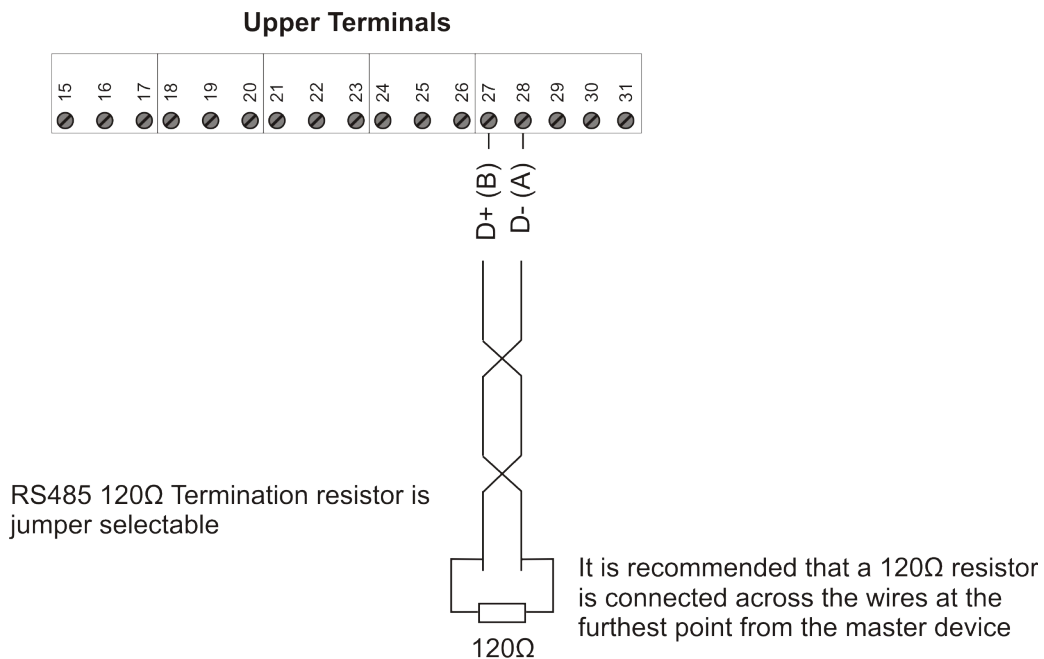 Upper Terminals
15 16 17 18 19 20 21 22 23 24 25 26 27 28 29 30 31
D+ (B)
D- (A)
RS485 120Ω Termination resistor is
jumper selectable
It is recommended that a 120Ω resistor
is connected across the wires at the
furthest point from the master device
120Ω